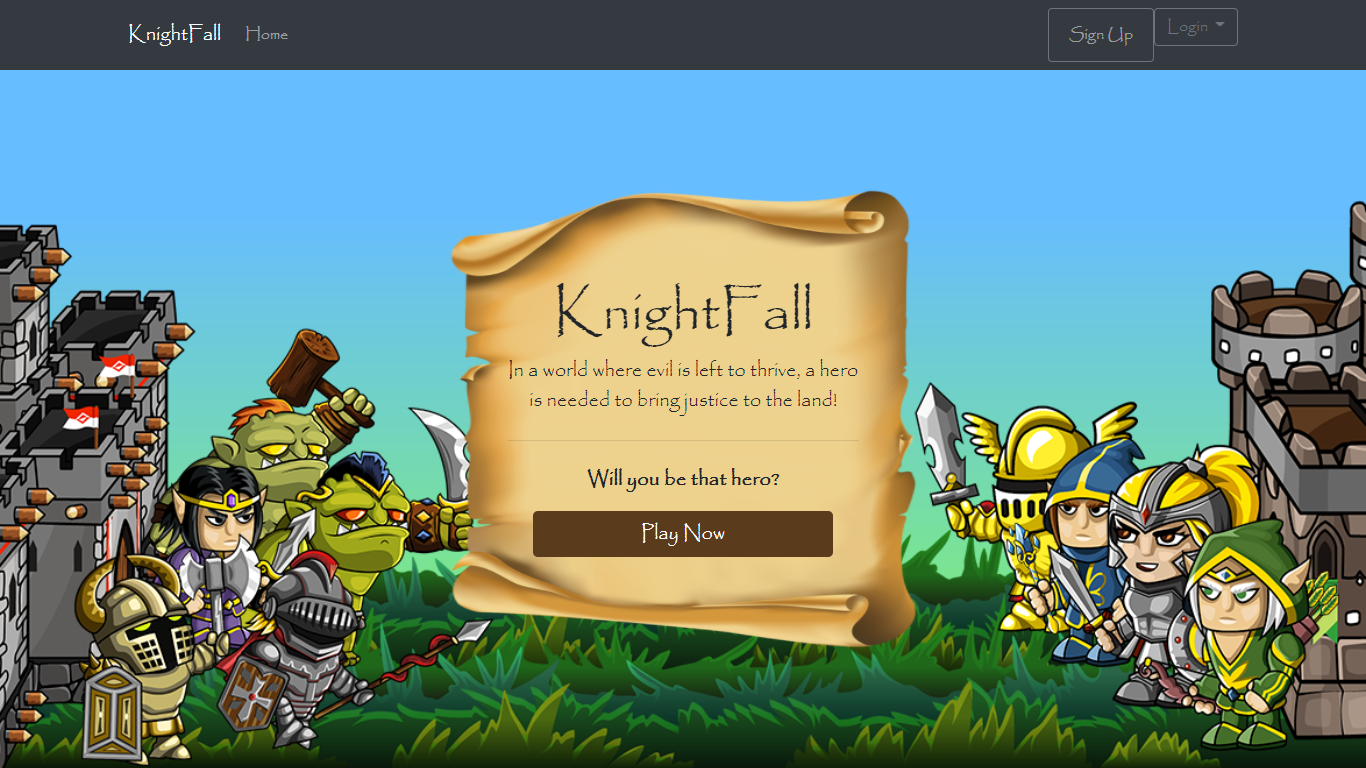 KnightFall
Home
Sign Up
Login
KnightFall
In a world where evil is left to thrive, a hero
is needed to bring justice to the land!
Will you be that hero?
Play Now